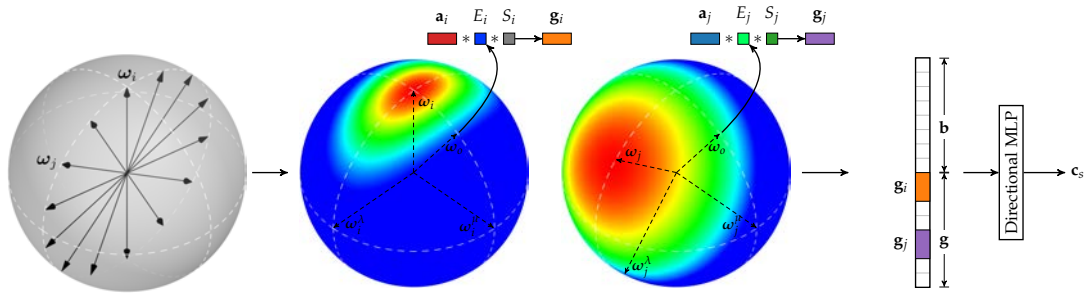 a_i * E_i * S_i g_i
a_j * E_j * S_j g_j
ω_i
ω_j
ω_i
ω_o
ω_i^λ
ω_i^μ
ω_j
ω_o
ω_j^λ
ω_j^μ
b
g_i
g_j
g
Directional MLP
c_s